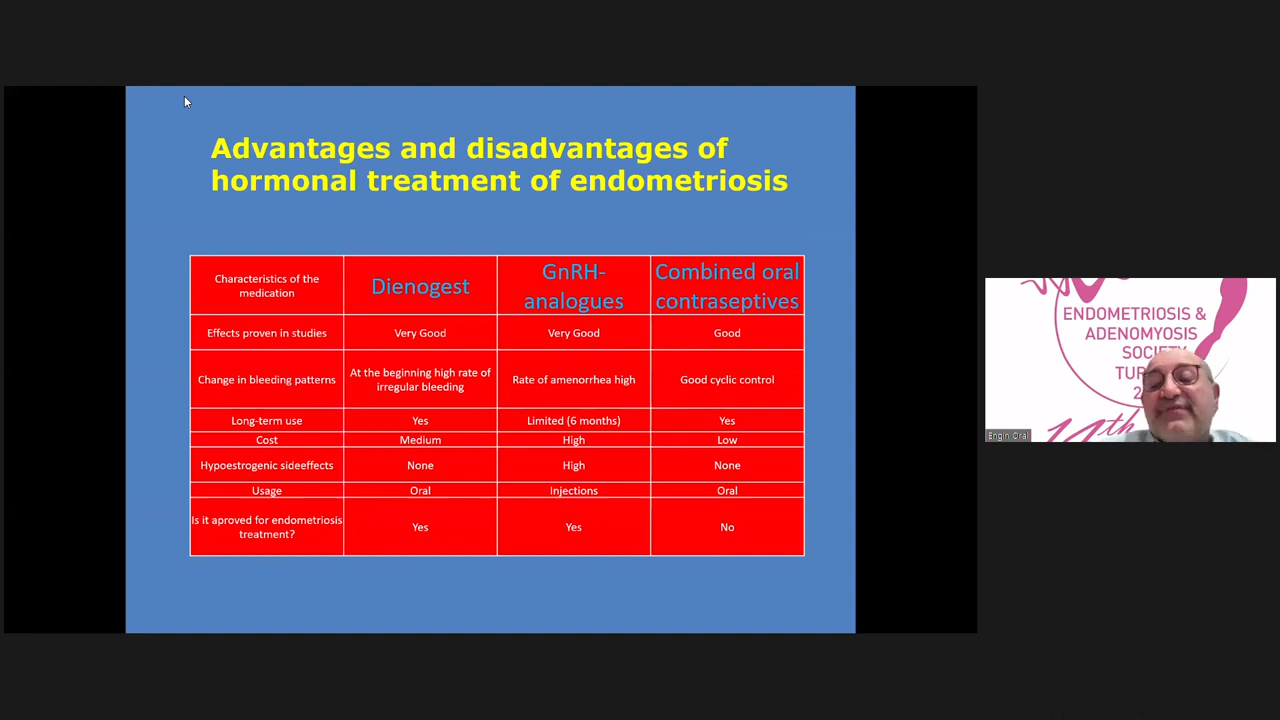 Advantages and disadvantages of
hormonal treatment of endometriosis
Characteristics of the
medication
Dienogest
GnRH-
analogues
Combined oral
contraseptives
Effects proven in studies
Very Good
Very Good
Good
Change in bleeding patterns
At the beginning high rate of
irregular bleeding
Rate of amenorrhea high
Good cyclic control
Long-term use
Yes
Limited (6 months)
Yes
Cost
Medium
High
Low
Hypoestrogenic sideeffects
None
High
None
Usage
Oral
Injections
Oral
Is it aproved for endometriosis
treatment?
Yes
Yes
No
ENDOMETRIOSIS &
ADENOMYOSIS
SOCIETY
TUR
2
th
Engin Oral